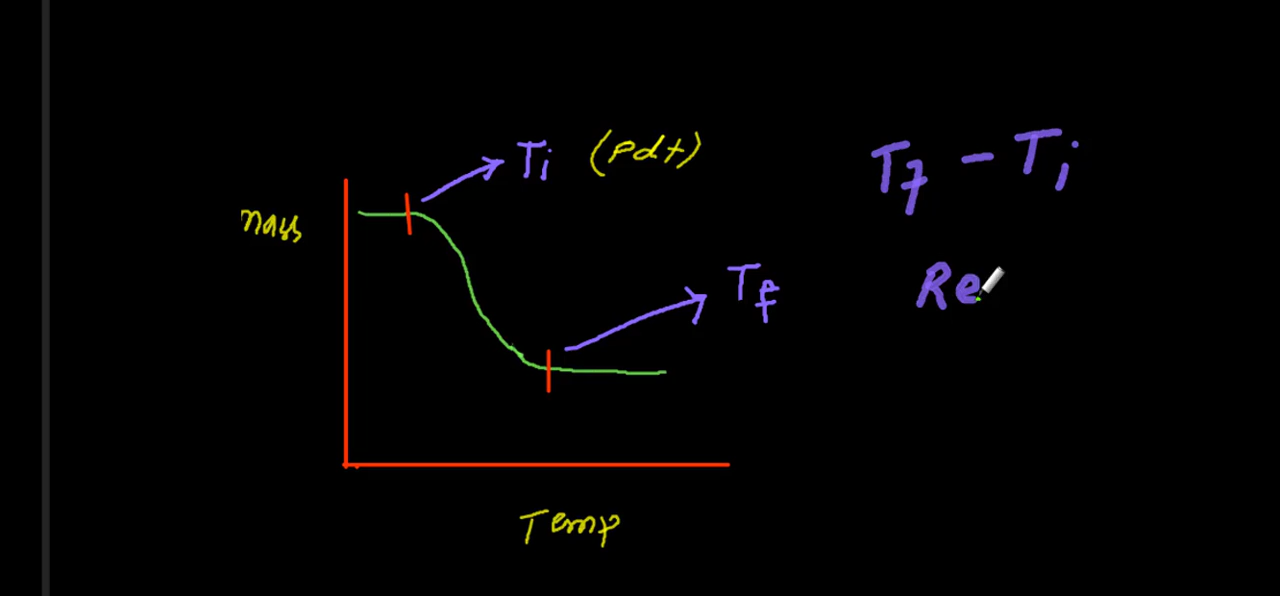 Ti (pdt)
Tf - Ti
mass
Tf
Re
Temp